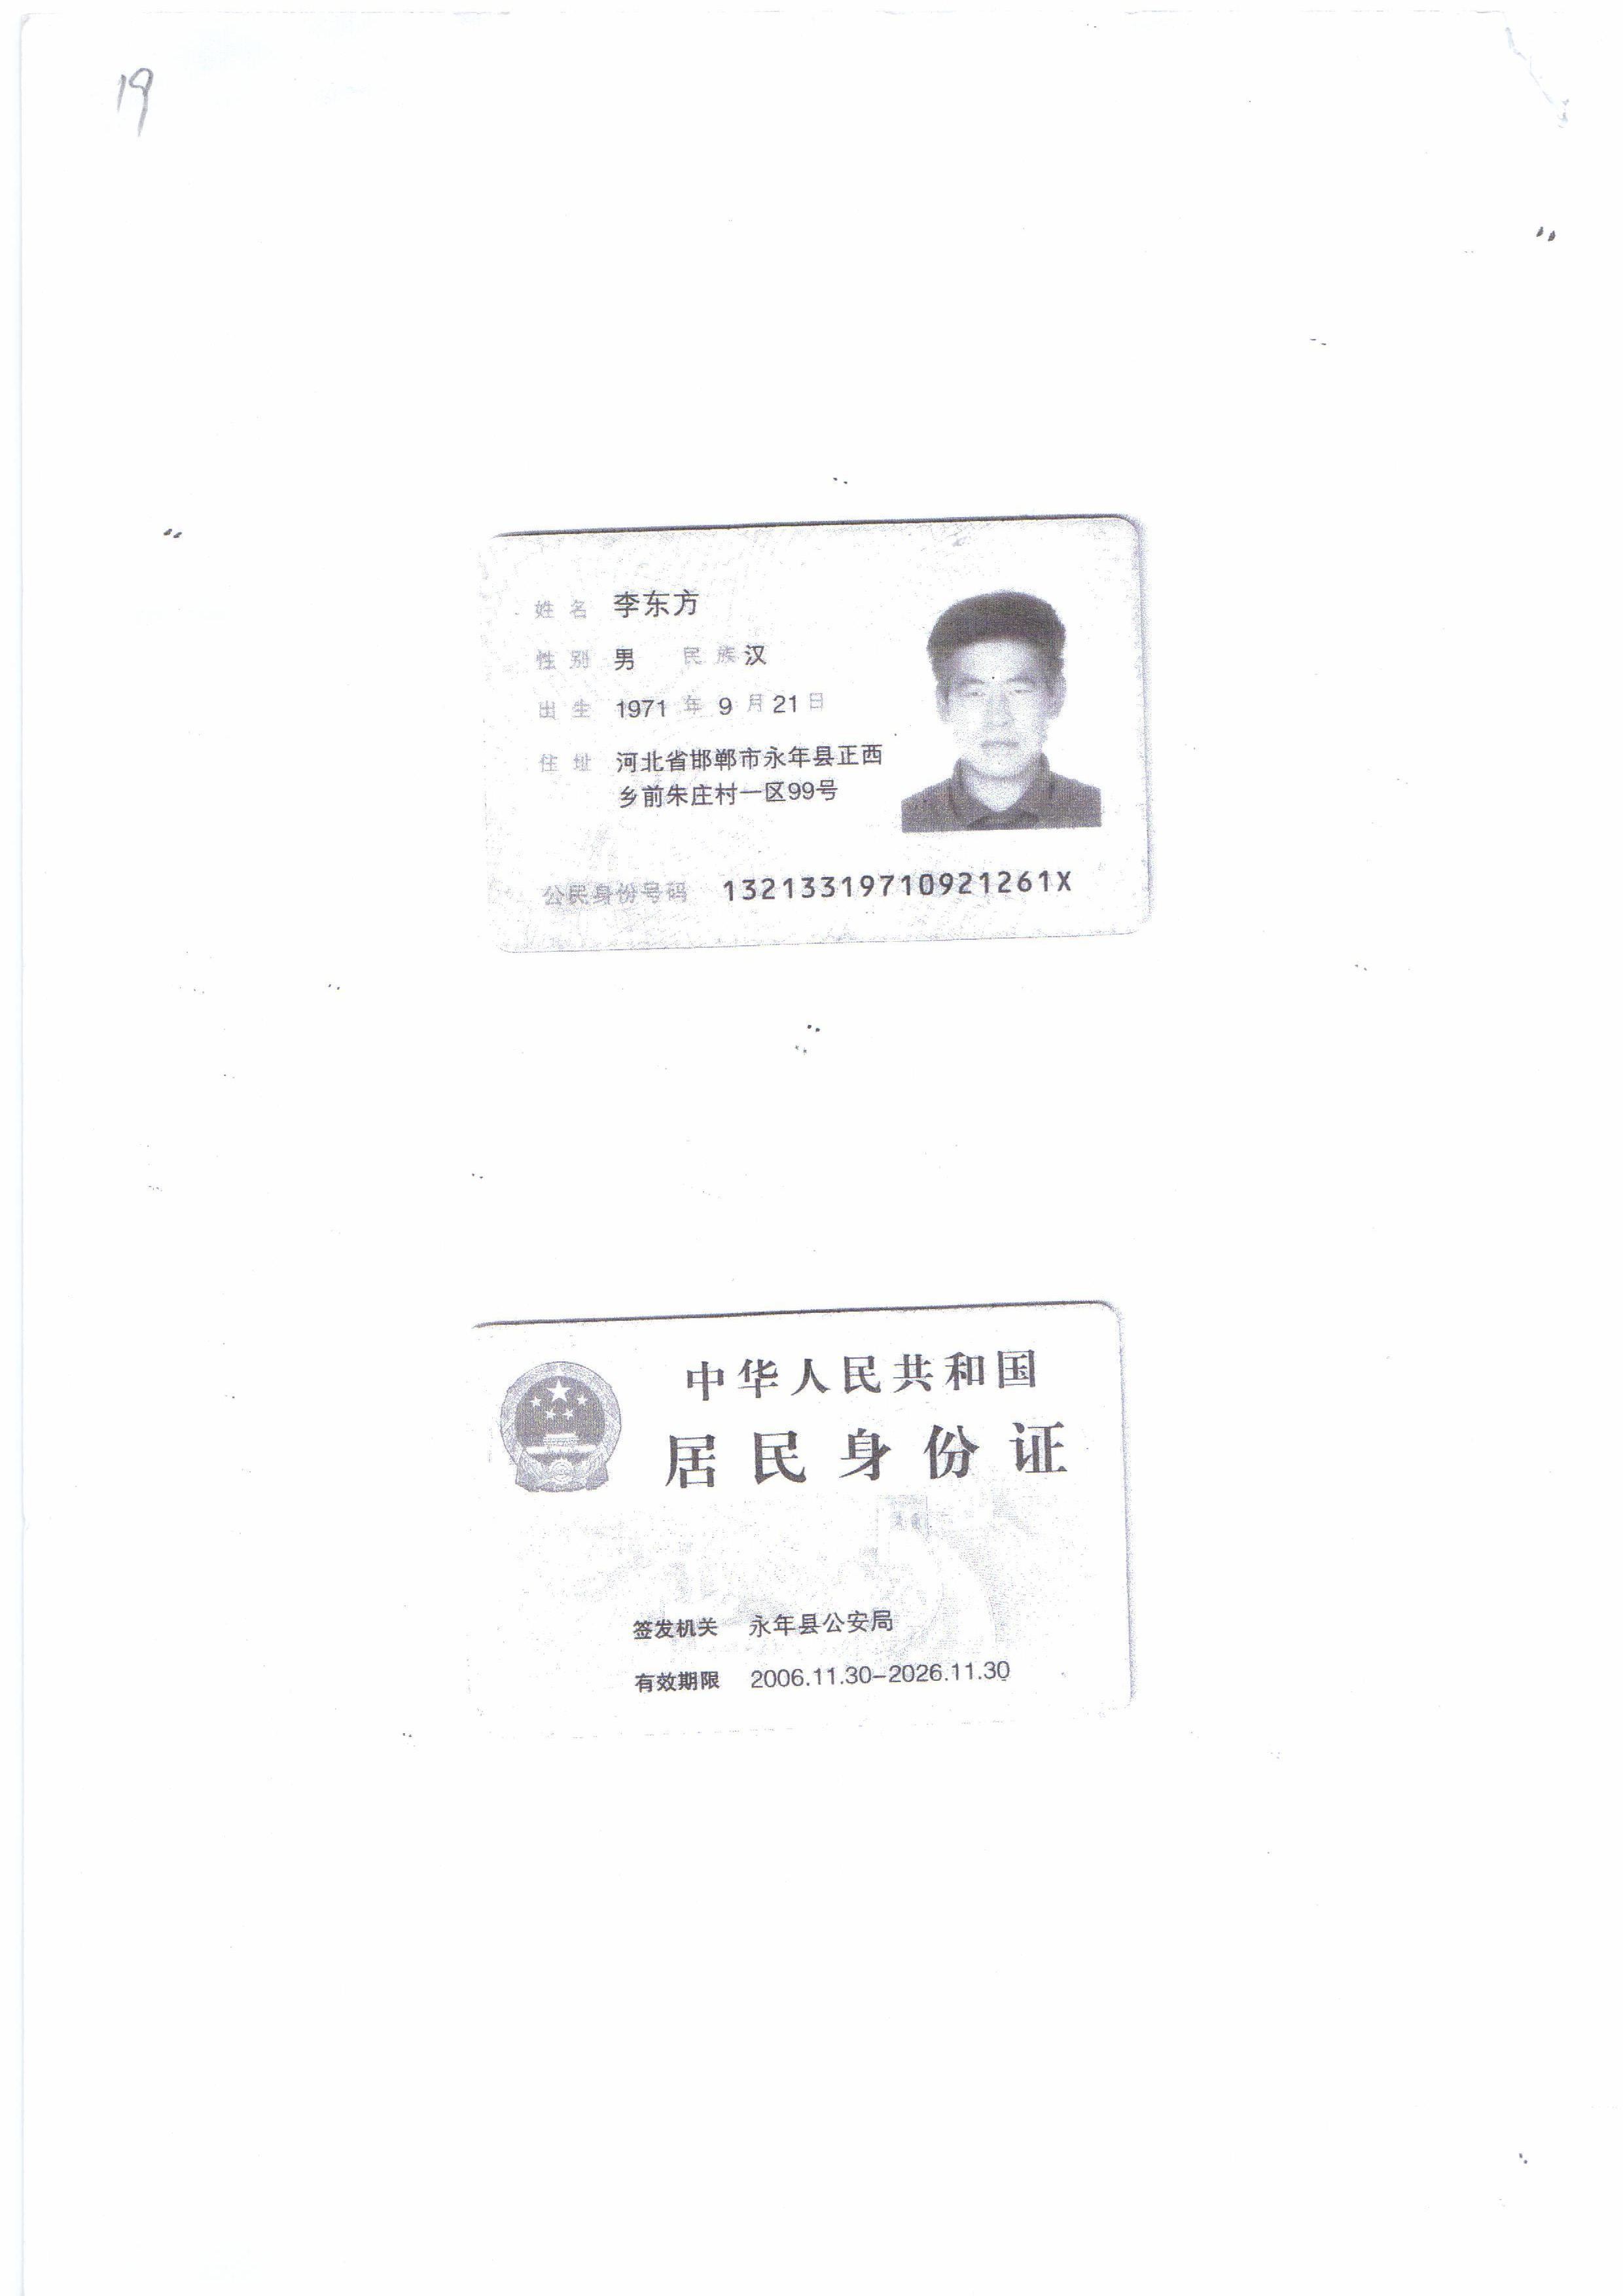 19
姓名 李东方
性别 男 民族 汉
出生 1971 年 9 月 21 日
住址 河北省邯郸市永年县正西
乡前朱庄村一区99号
公民身份号码 13213319710921261X
中华人民共和国
居民身份证
签发机关 永年县公安局
有效期限 2006.11.30-2026.11.30